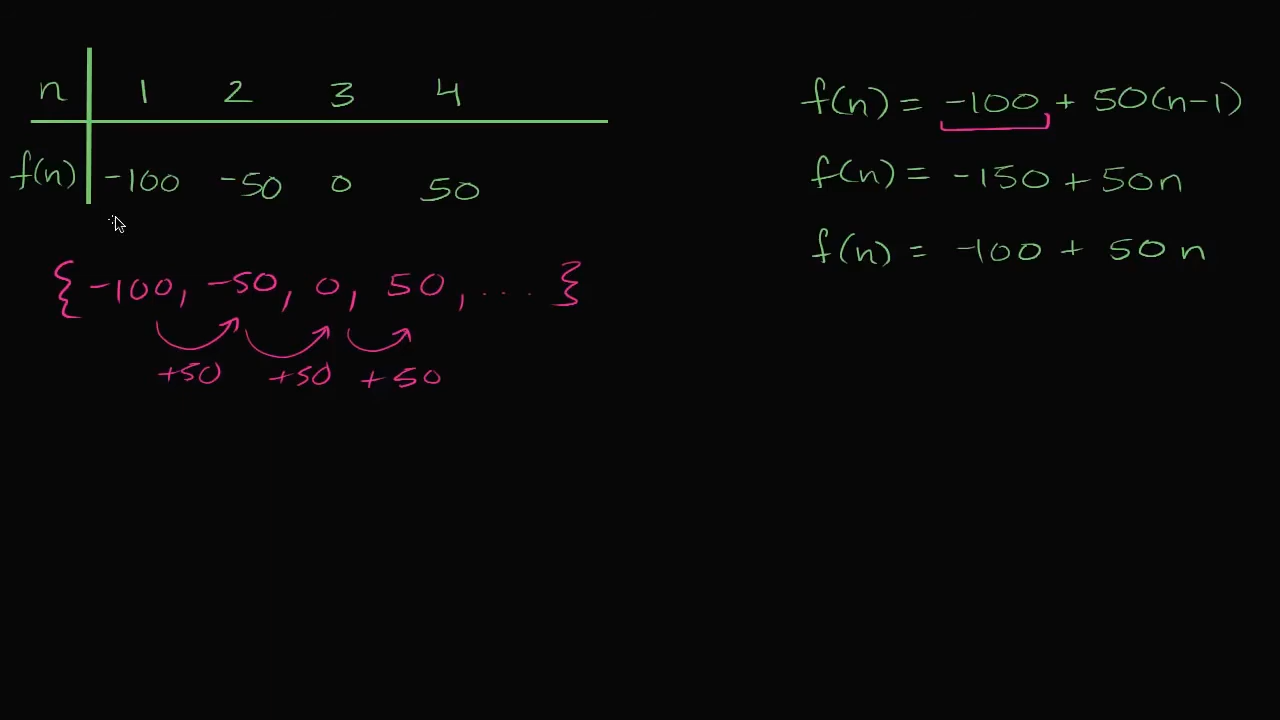 n 1 2 3 4
f(n) -100 -50 0 50
{-100, -50, 0, 50, ... }
+50 +50 +50
f(n) = -100 + 50(n-1)
f(n) = -150 + 50n
f(n) = -100 + 50n